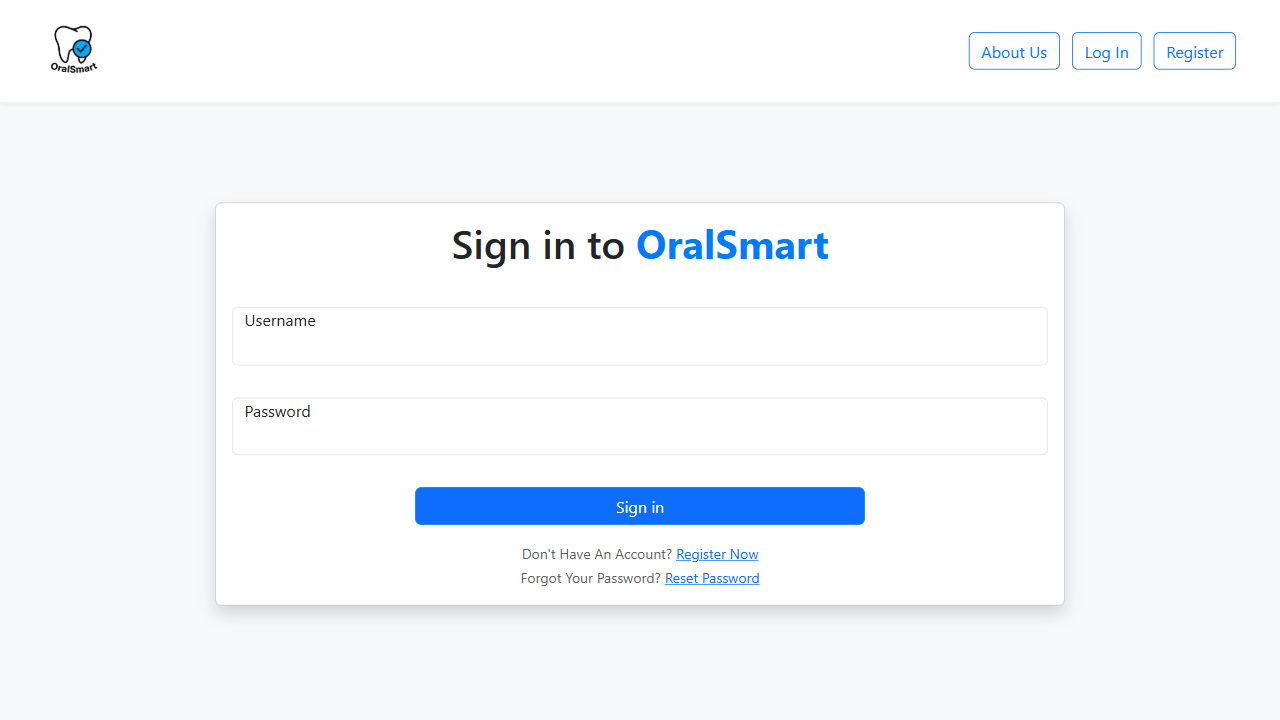 OralSmart
About Us
Log In
Register
Sign in to OralSmart
Username
Password
Sign in
Don't Have An Account? Register Now
Forgot Your Password? Reset Password